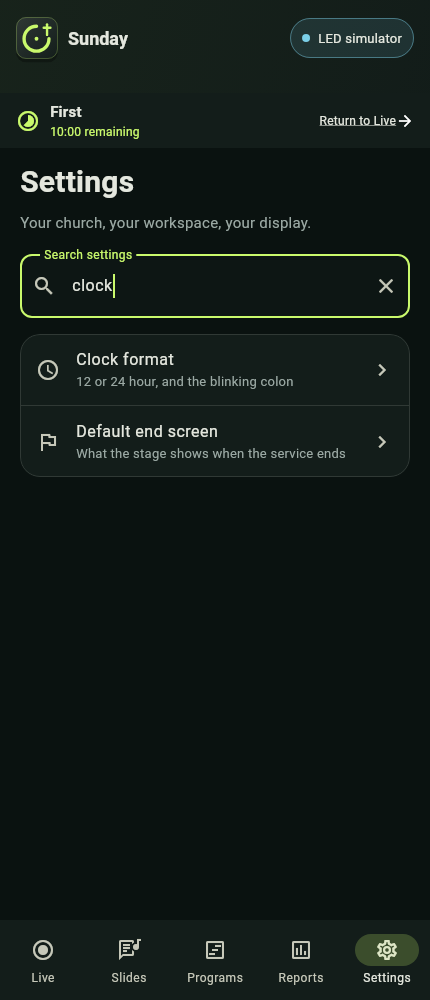 Sunday
LED simulator
First
10:00 remaining
Return to Live
Settings
Your church, your workspace, your display.
Search settings
clock
Clock format
12 or 24 hour, and the blinking colon
Default end screen
What the stage shows when the service ends
Live
Slides
Programs
Reports
Settings